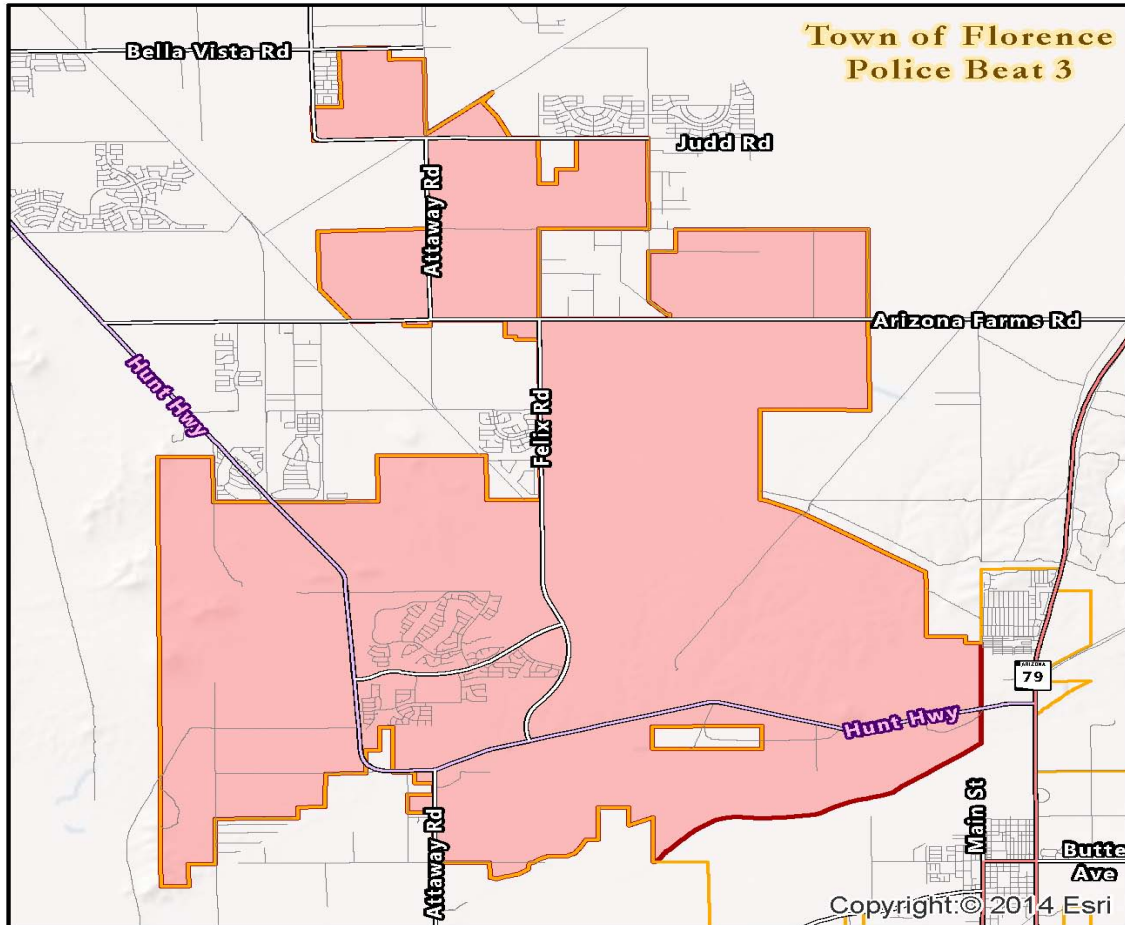 Town of Florence
Police Beat 3
Bella Vista Rd
Judd Rd
Attaway Rd
Arizona Farms Rd
Hunt Hwy
Felix Rd
ARIZONA
79
Hunt Hwy
Main St
Attaway Rd
Butte
Ave
Copyright:© 2014 Esri